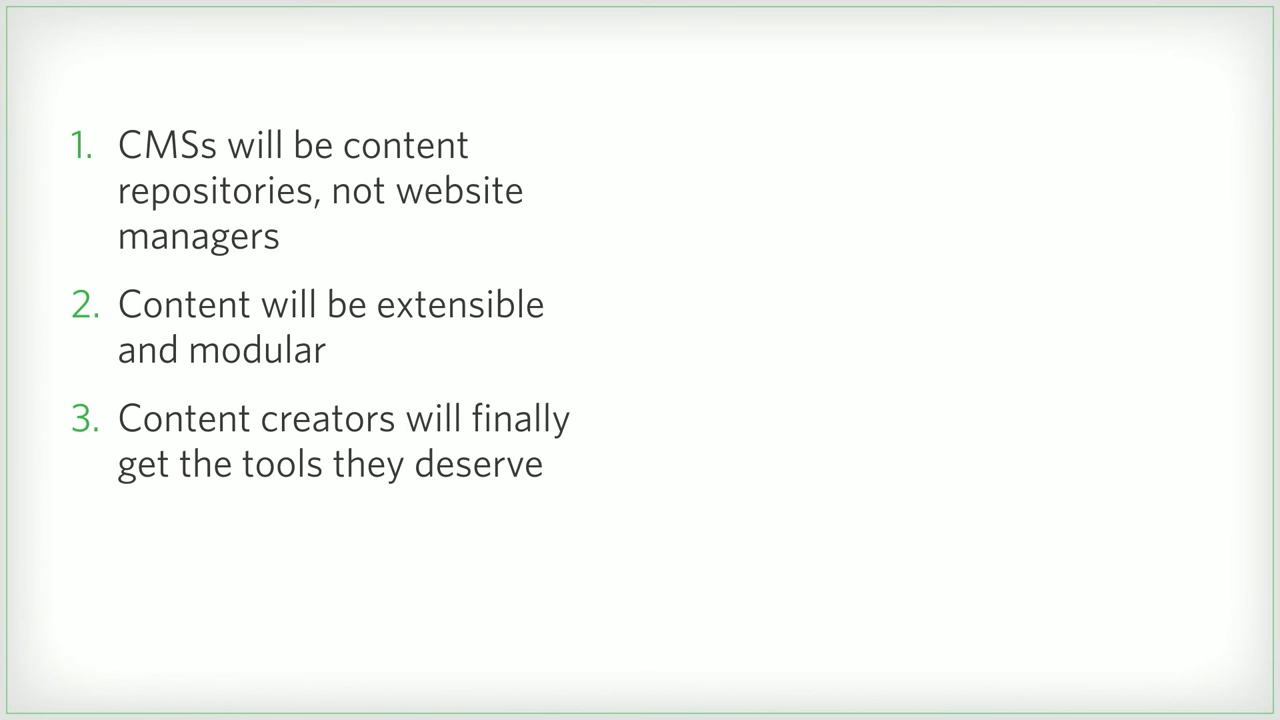 1. CMSs will be content
repositories, not website
managers
2. Content will be extensible
and modular
3. Content creators will finally
get the tools they deserve